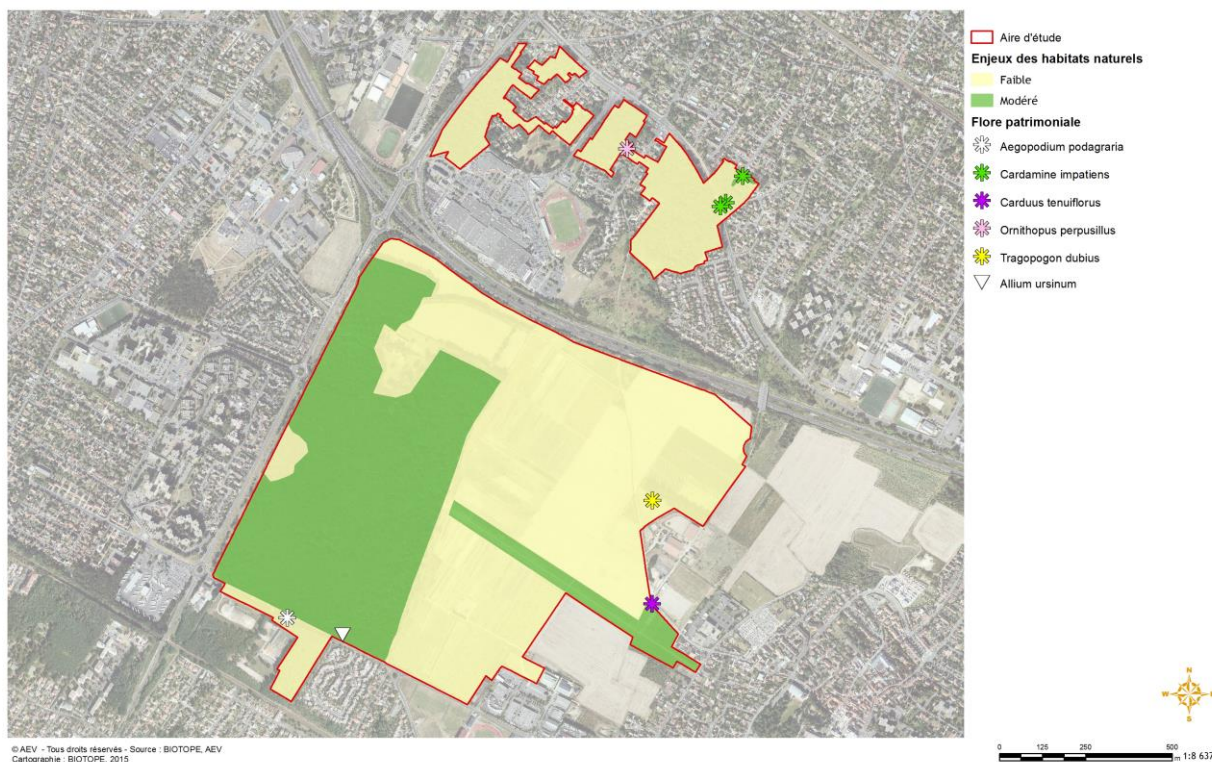 Aire d'étude
Enjeux des habitats naturels
Faible
Modéré
Flore patrimoniale
Aegopodium podagraria
Cardamine impatiens
Carduus tenuiflorus
Ornithopus perpusillus
Tragopogon dubius
Allium ursinum
N
W
S
© AEV - Tous droits réservés - Source : BIOTOPE, AEV
Cartographie : BIOTOPE, 2015
0 125 250 500
m 1:8 637